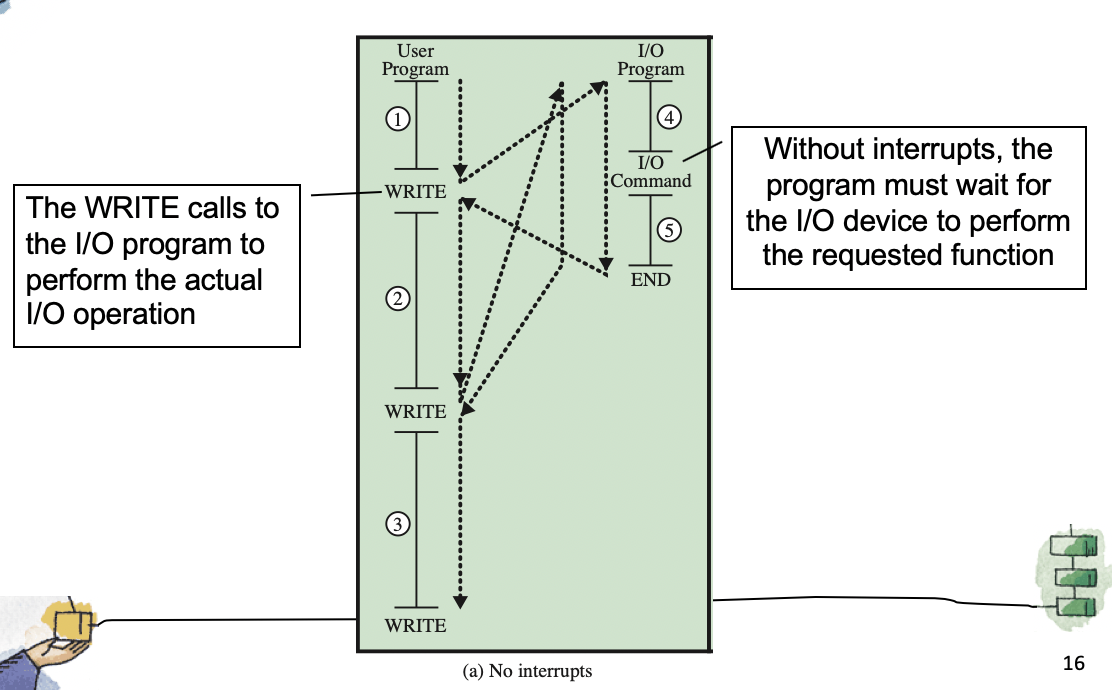 User
Program
I/O
Program
1
4
I/O
Command
WRITE
5
END
2
WRITE
3
WRITE
The WRITE calls to
the I/O program to
perform the actual
I/O operation
Without interrupts, the
program must wait for
the I/O device to perform
the requested function
(a) No interrupts
16